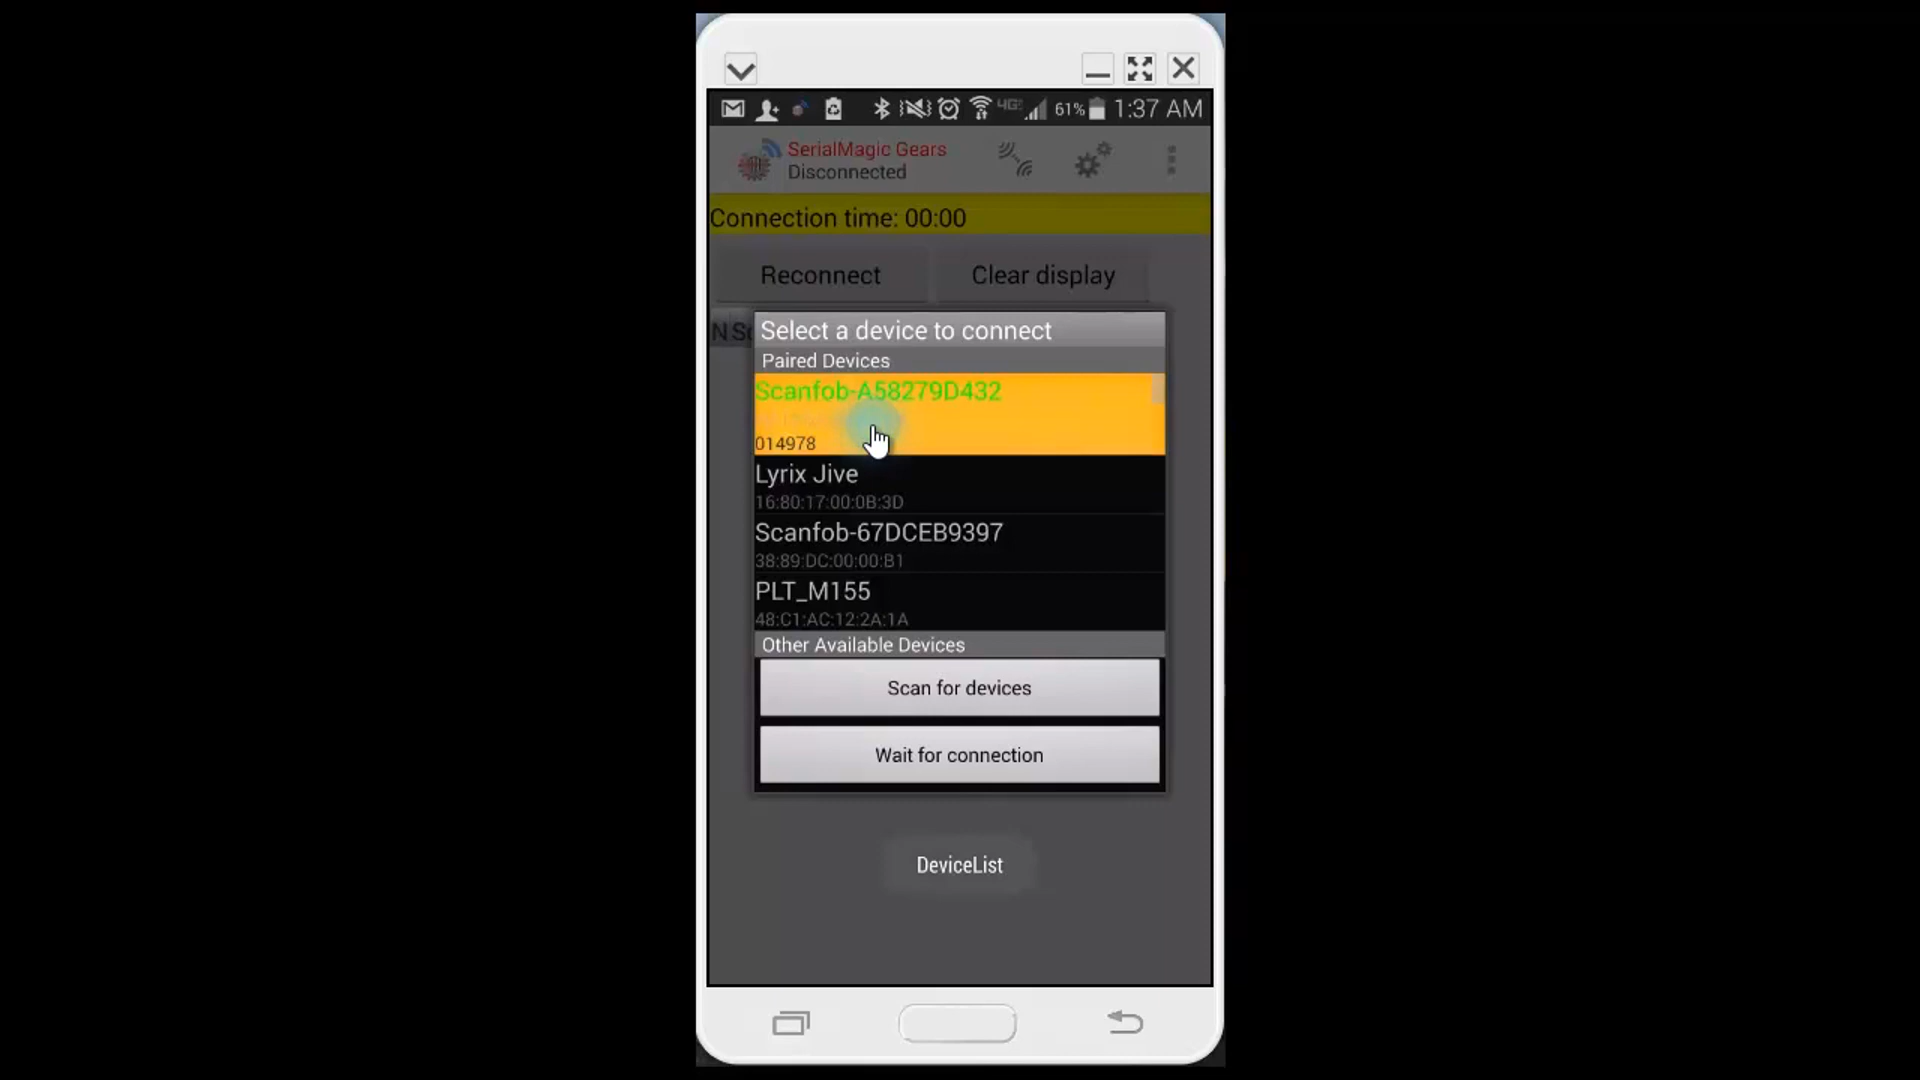 4G
61%
1:37 AM
SerialMagic Gears
Disconnected
Connection time: 00:00
Reconnect
Clear display
Select a device to connect
Paired Devices
Scanfob-A58279D432
014978
Lyrix Jive
16:80:17:00:0B:3D
Scanfob-67DCEB9397
38:89:DC:00:00:B1
PLT_M155
48:C1:AC:12:2A:1A
Other Available Devices
Scan for devices
Wait for connection
DeviceList